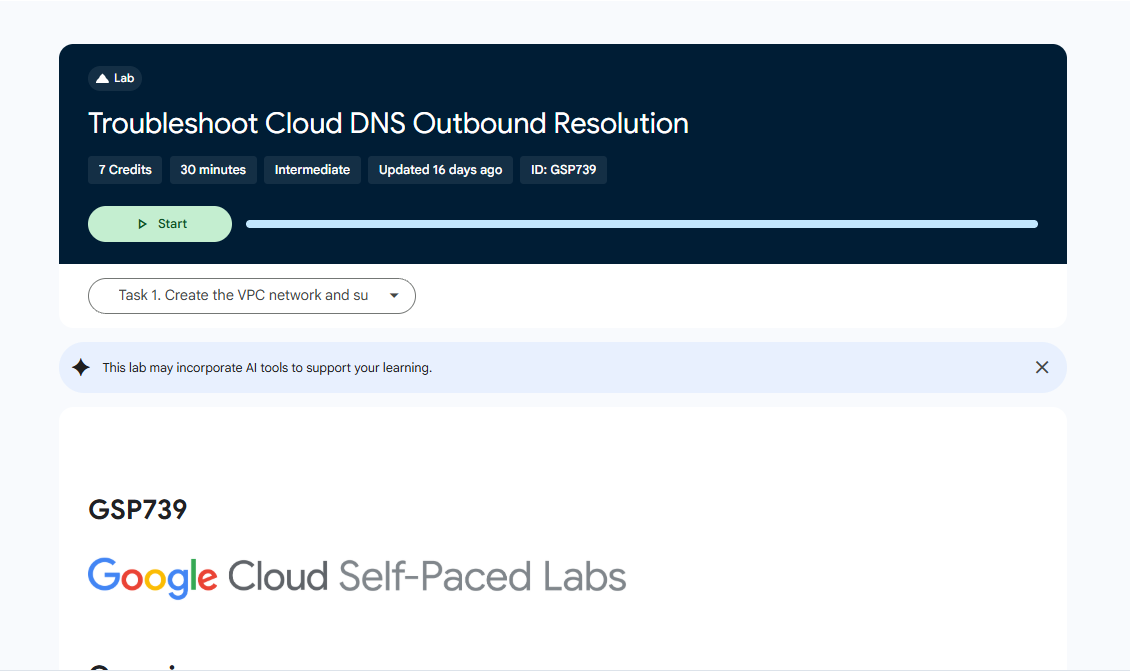 Lab
Troubleshoot Cloud DNS Outbound Resolution
7 Credits
30 minutes
Intermediate
Updated 16 days ago
ID: GSP739
Start
Task 1. Create the VPC network and su
This lab may incorporate AI tools to support your learning.
GSP739
Google Cloud Self-Paced Labs